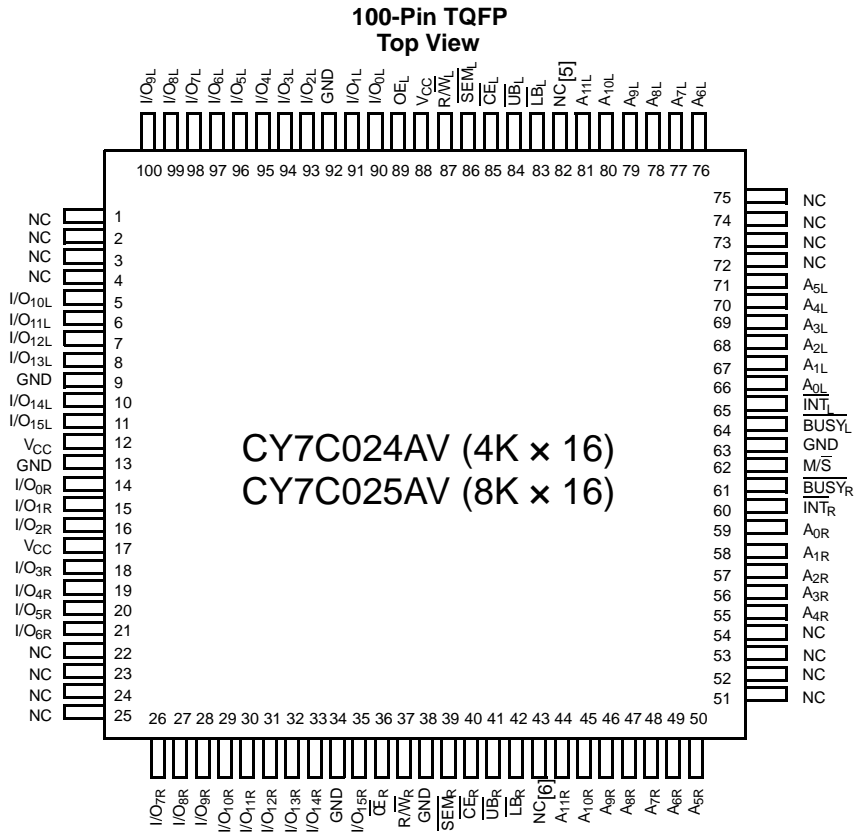 100-Pin TQFP
Top View
I/O9L I/O8L I/O7L I/O6L I/O5L I/O4L I/O3L I/O2L GND I/O1L I/O0L OEL VCC R/WL SEML CEL UBL LBL NC[5] A11L A10L A9L A8L A7L A6L
100 99 98 97 96 95 94 93 92 91 90 89 88 87 86 85 84 83 82 81 80 79 78 77 76
NC 1
NC 2
NC 3
NC 4
I/O10L 5
I/O11L 6
I/O12L 7
I/O13L 8
GND 9
I/O14L 10
I/O15L 11
VCC 12
GND 13
I/O0R 14
I/O1R 15
I/O2R 16
VCC 17
I/O3R 18
I/O4R 19
I/O5R 20
I/O6R 21
NC 22
NC 23
NC 24
NC 25
CY7C024AV (4K × 16)
CY7C025AV (8K × 16)
75 NC
74 NC
73 NC
72 NC
71 A5L
70 A4L
69 A3L
68 A2L
67 A1L
66 A0L
65 INTL
64 BUSYL
63 GND
62 M/S
61 BUSYR
60 INTR
59 A0R
58 A1R
57 A2R
56 A3R
55 A4R
54 NC
53 NC
52 NC
51 NC
26 27 28 29 30 31 32 33 34 35 36 37 38 39 40 41 42 43 44 45 46 47 48 49 50
I/O7R I/O8R I/O9R I/O10R I/O11R I/O12R I/O13R I/O14R GND I/O15R OER R/WR GND SEMR CER UBR LBR NC[6] A11R A10R A9R A8R A7R A6R A5R